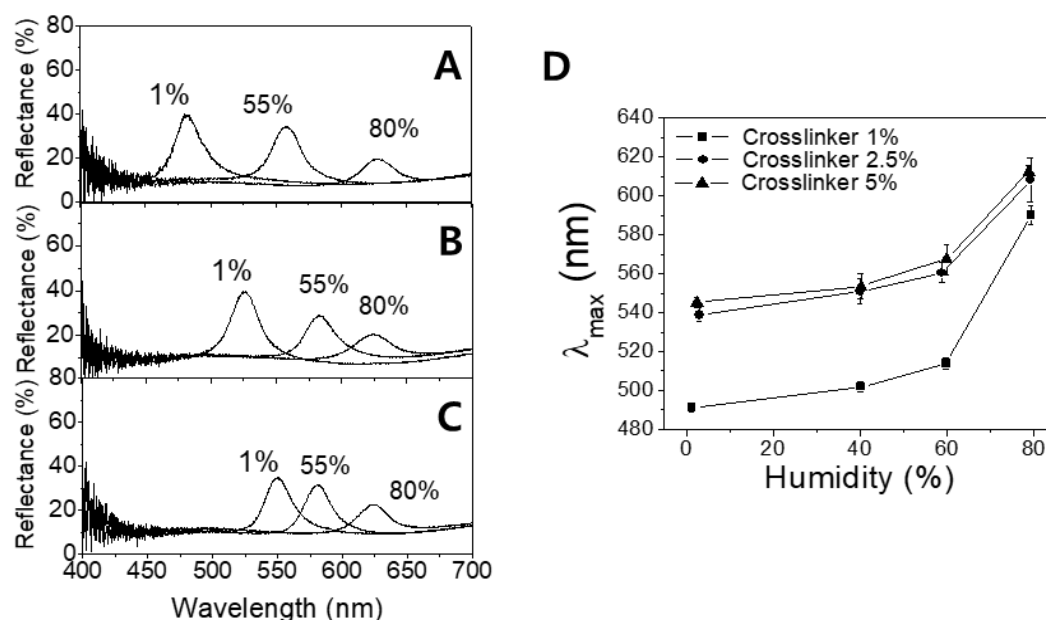 80
60
40
20
0
Reflectance (%)
A
1%
55%
80%
60
40
20
Reflectance (%)
B
1%
55%
80%
80
60
40
20
0
Reflectance (%)
C
1%
55%
80%
400 450 500 550 600 650 700
Wavelength (nm)
D
640
620
600
580
560
540
520
500
480
λmax (nm)
Crosslinker 1%
Crosslinker 2.5%
Crosslinker 5%
0 20 40 60 80
Humidity (%)